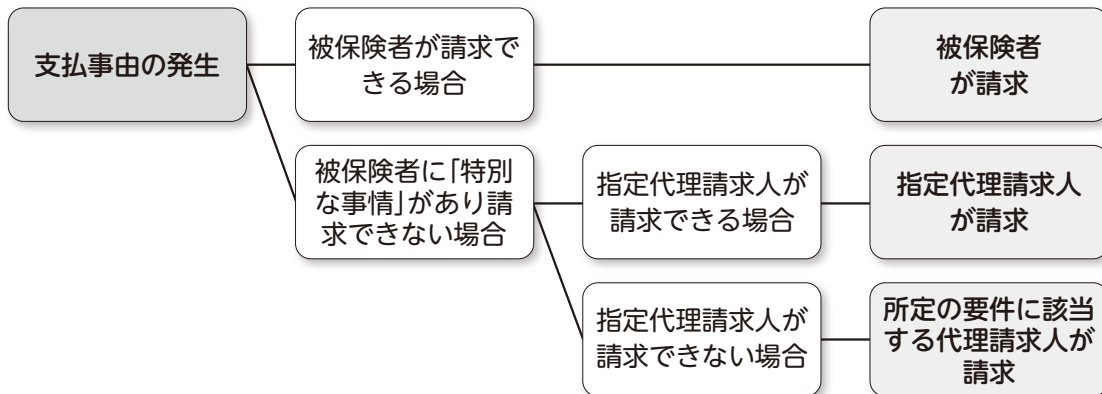 支払事由の発生
被保険者が請求で
きる場合
被保険者
が請求
被保険者に「特別
な事情」があり請
求できない場合
指定代理請求人が
請求できる場合
指定代理請求人
が請求
指定代理請求人が
請求できない場合
所定の要件に該当
する代理請求人が
請求